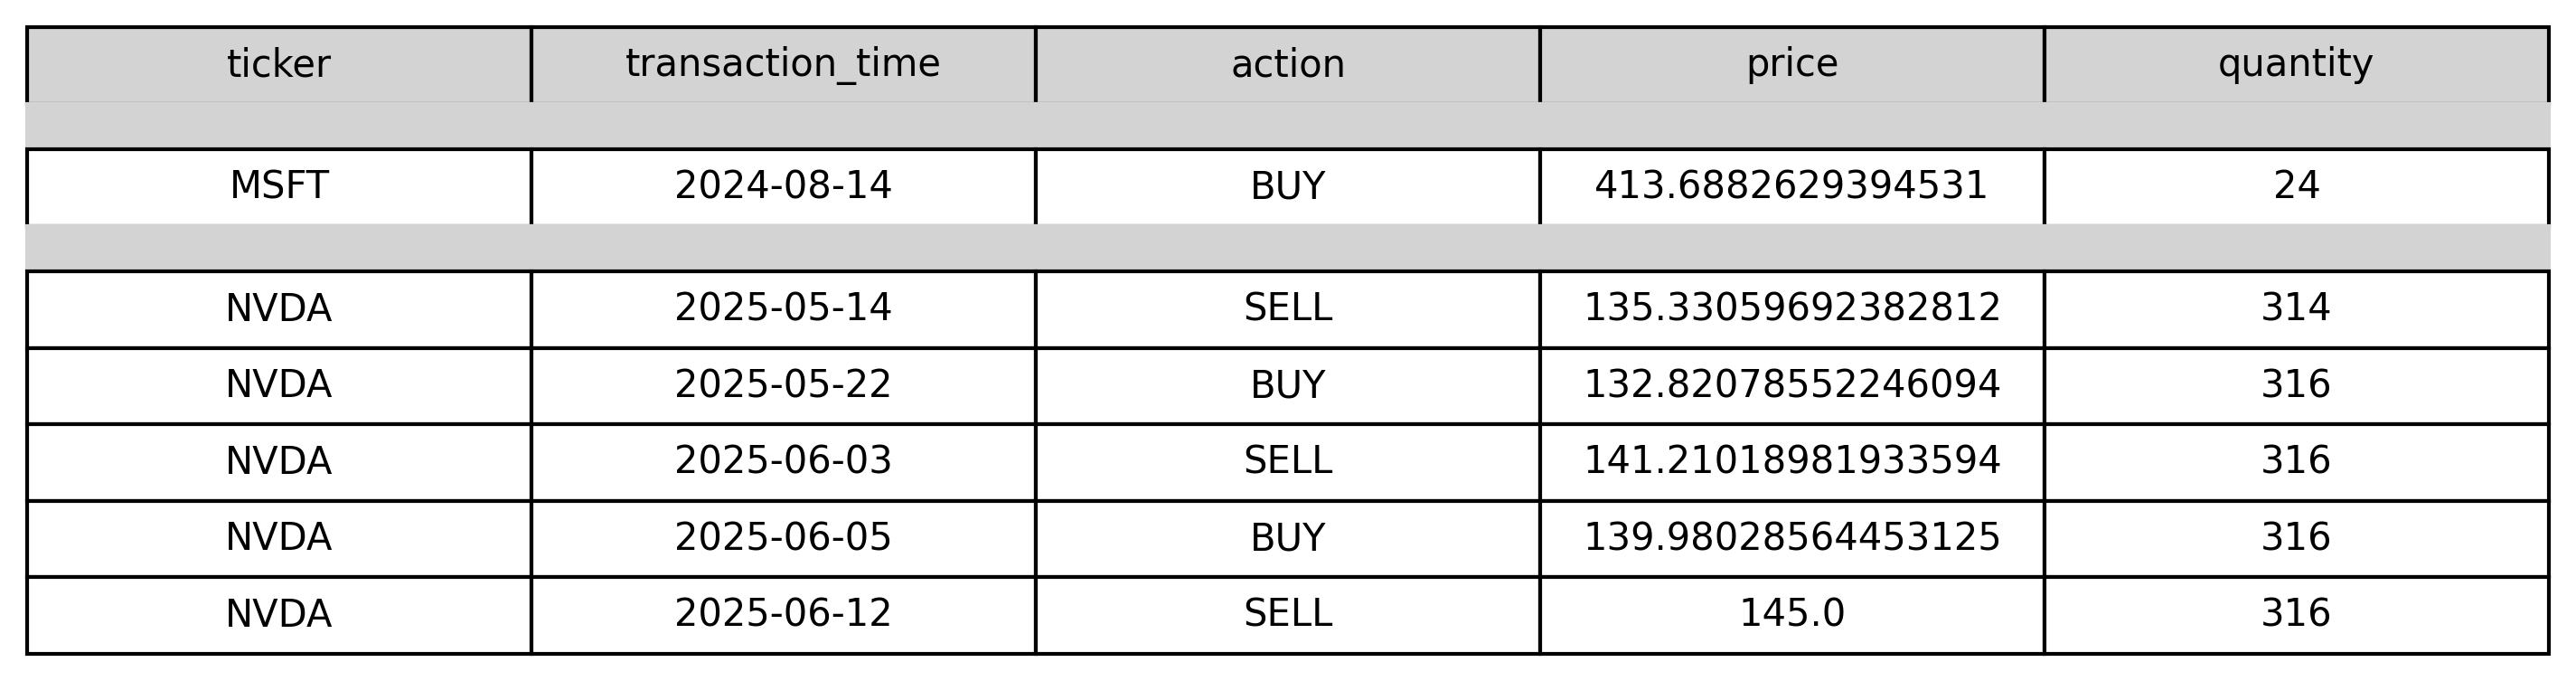 ticker transaction_time action price quantity
MSFT 2024-08-14 BUY 413.6882629394531 24
NVDA 2025-05-14 SELL 135.33059692382812 314
NVDA 2025-05-22 BUY 132.82078552246094 316
NVDA 2025-06-03 SELL 141.21018981933594 316
NVDA 2025-06-05 BUY 139.98028564453125 316
NVDA 2025-06-12 SELL 145.0 316